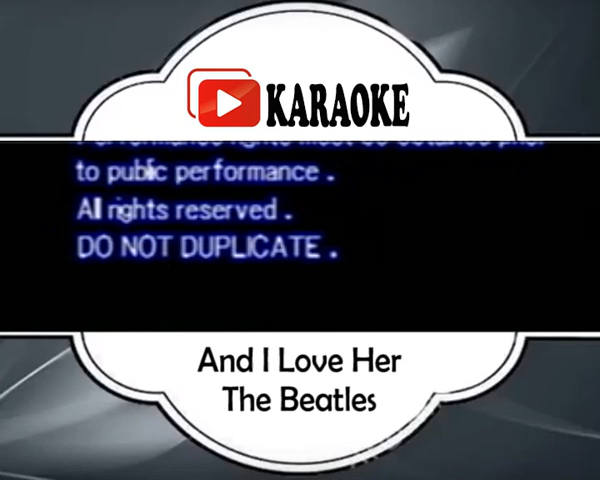 KARAOKE
to public performance .
All rights reserved .
DO NOT DUPLICATE .
And I Love Her
The Beatles